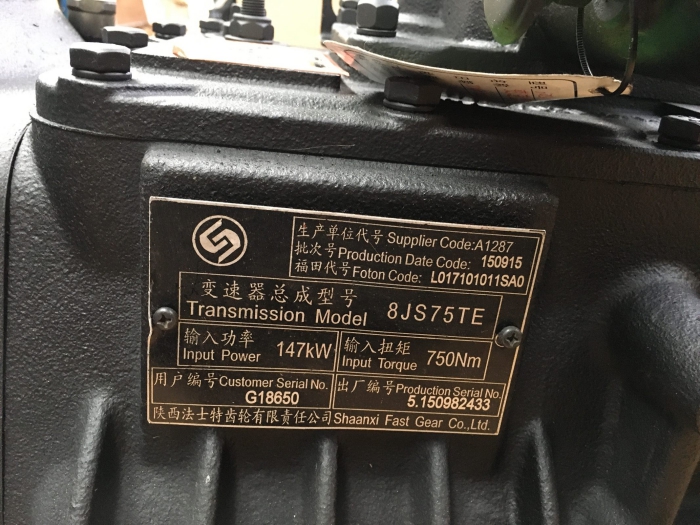 生产单位代号 Supplier Code:A1287
批次号 Production Date Code: 150915
福田代号 Foton Code: L017101011SA0
变速器总成型号
Transmission Model 8JS75TE
输入功率
Input Power 147kW
输入扭矩
Input Torque 750Nm
用户编号 Customer Serial No.
G18650
出厂编号 Production Serial No.
5.150982433
陕西法士特齿轮有限责任公司 Shaanxi Fast Gear Co.,Ltd.